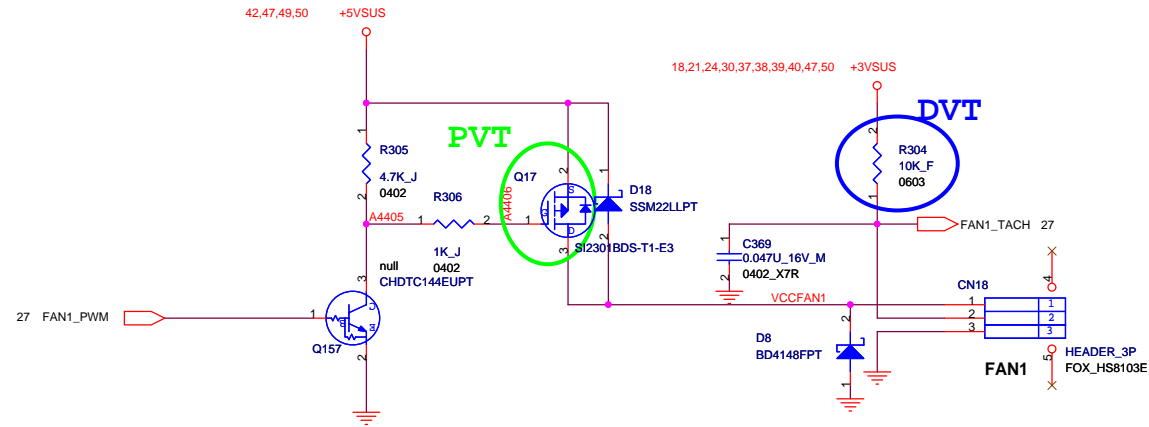 42,47,49,50 +5VSUS
18,21,24,30,37,38,39,40,47,50 +3VSUS
DVT
PVT
1
R305
4.7K_J
0402
2
A4405
R306
1 2
1K_J
0402
A4406
Q17
1
2
S
G
D
3
SI2301BDS-T1-E3
1
D18
SSM22LLPT
2
2
R304
10K_F
0603
1
FAN1_TACH 27
1
C369
0.047U_16V_M
0402_X7R
2
null
CHDTC144EUPT
3
C
B
E
1
2
Q157
27 FAN1_PWM
VCCFAN1
2
D8
BD4148FPT
1
CN18
1 1
2 2
3 3
4
5
FAN1
HEADER_3P
FOX_HS8103E